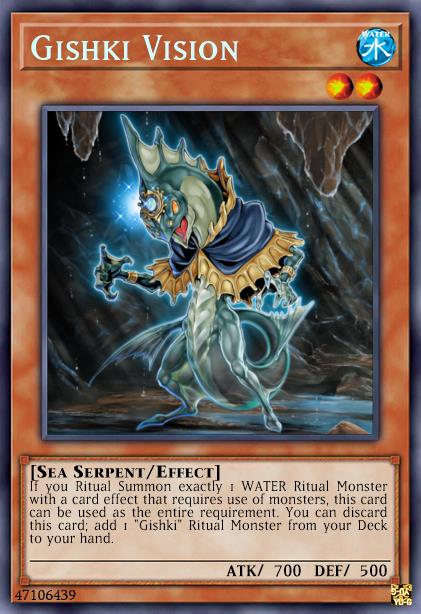 Gishki Vision
WATER
水
[Sea Serpent/Effect]
If you Ritual Summon exactly 1 WATER Ritual Monster
with a card effect that requires use of monsters, this card
can be used as the entire requirement. You can discard
this card; add 1 "Gishki" Ritual Monster from your Deck
to your hand.
ATK/ 700 DEF/ 500
47106439